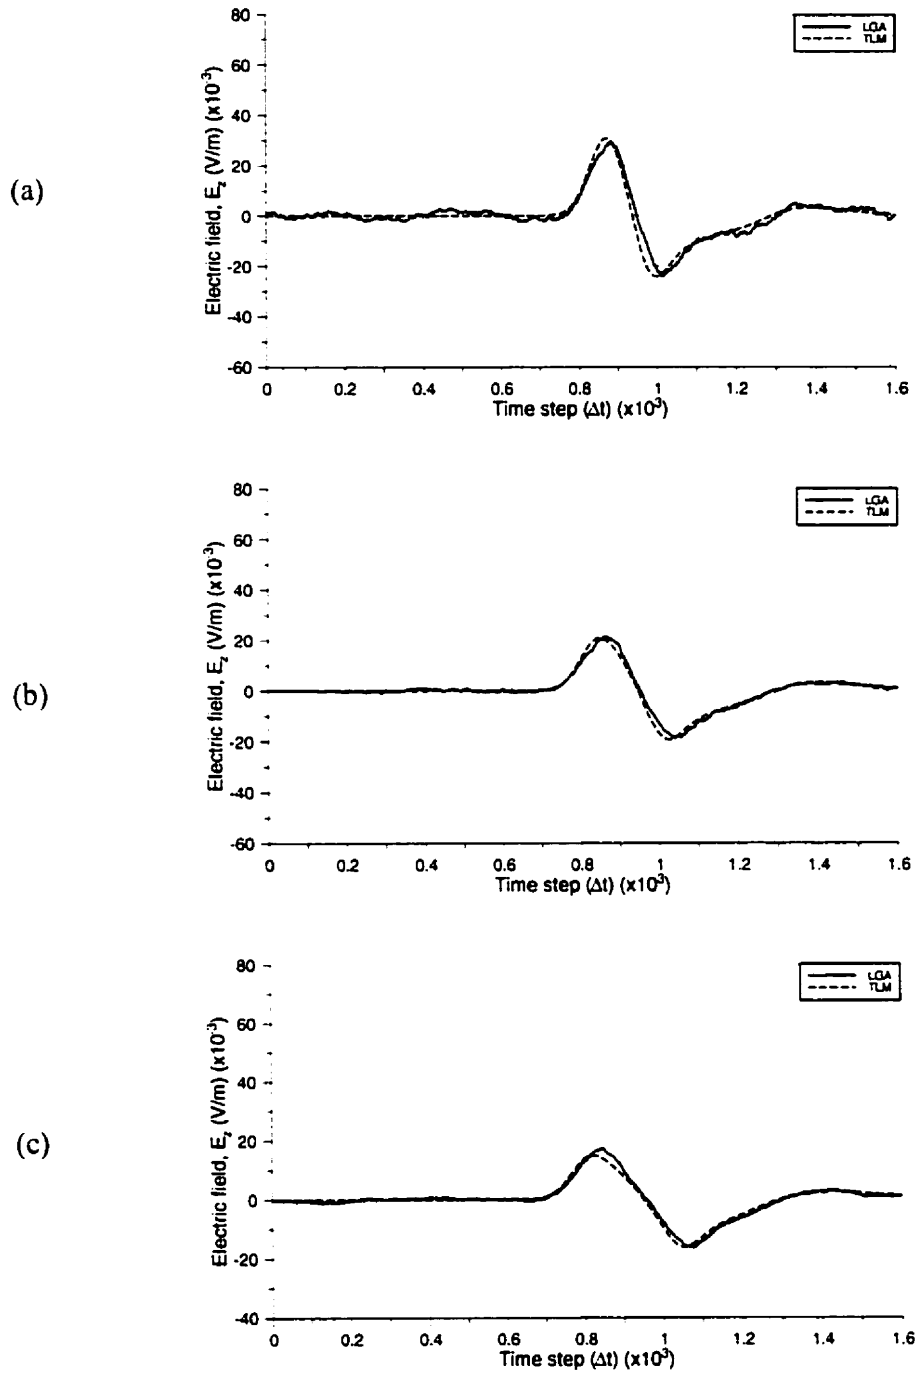 (a)
Electric field, E_z (V/m) (x10^-3)
80
60
40
20
0
-20
-40
-60
LGA
TLM
0 0.2 0.4 0.6 0.8 1 1.2 1.4 1.6
Time step (Δt) (x10^3)
(b)
Electric field, E_z (V/m) (x10^-3)
80
60
40
20
0
-20
-40
-60
LGA
TLM
0 0.2 0.4 0.6 0.8 1 1.2 1.4 1.6
Time step (Δt) (x10^3)
(c)
Electric field, E_z (V/m) (x10^-3)
80
60
40
20
0
-20
-40
LGA
TLM
0 0.2 0.4 0.6 0.8 1 1.2 1.4 1.6
Time step (Δt) (x10^3)